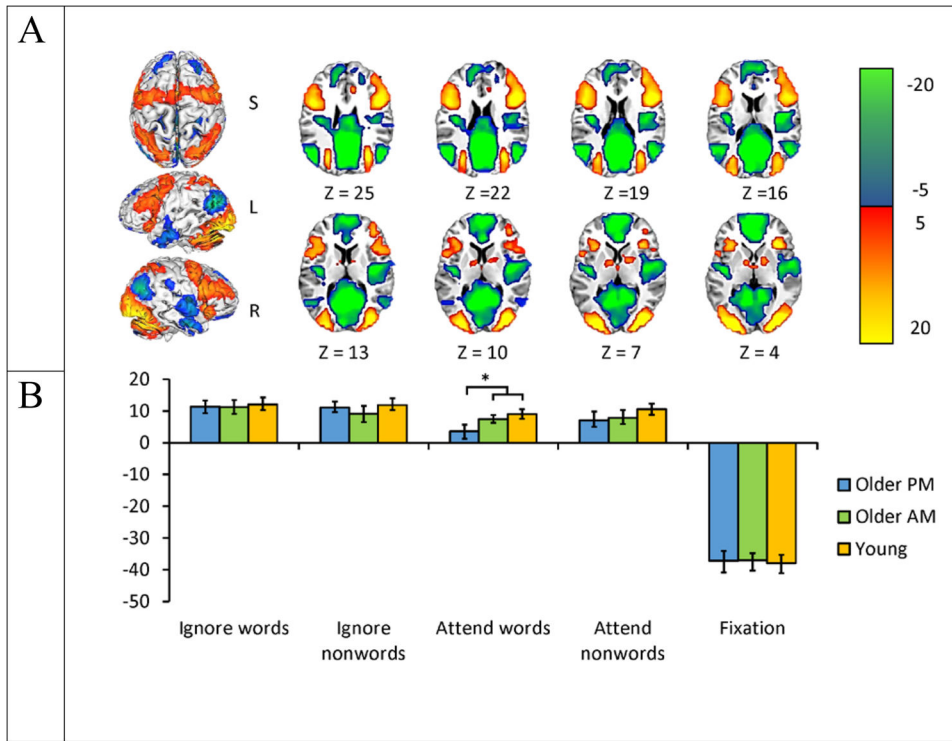 A
S
L
R
Z = 25
Z = 22
Z =19
Z =16
Z = 13
Z = 10
Z = 7
Z = 4
-20
-5
5
20
B
20
10
0
-10
-20
-30
-40
-50
*
Ignore words
Ignore
nonwords
Attend words
Attend
nonwords
Fixation
Older PM
Older AM
Young